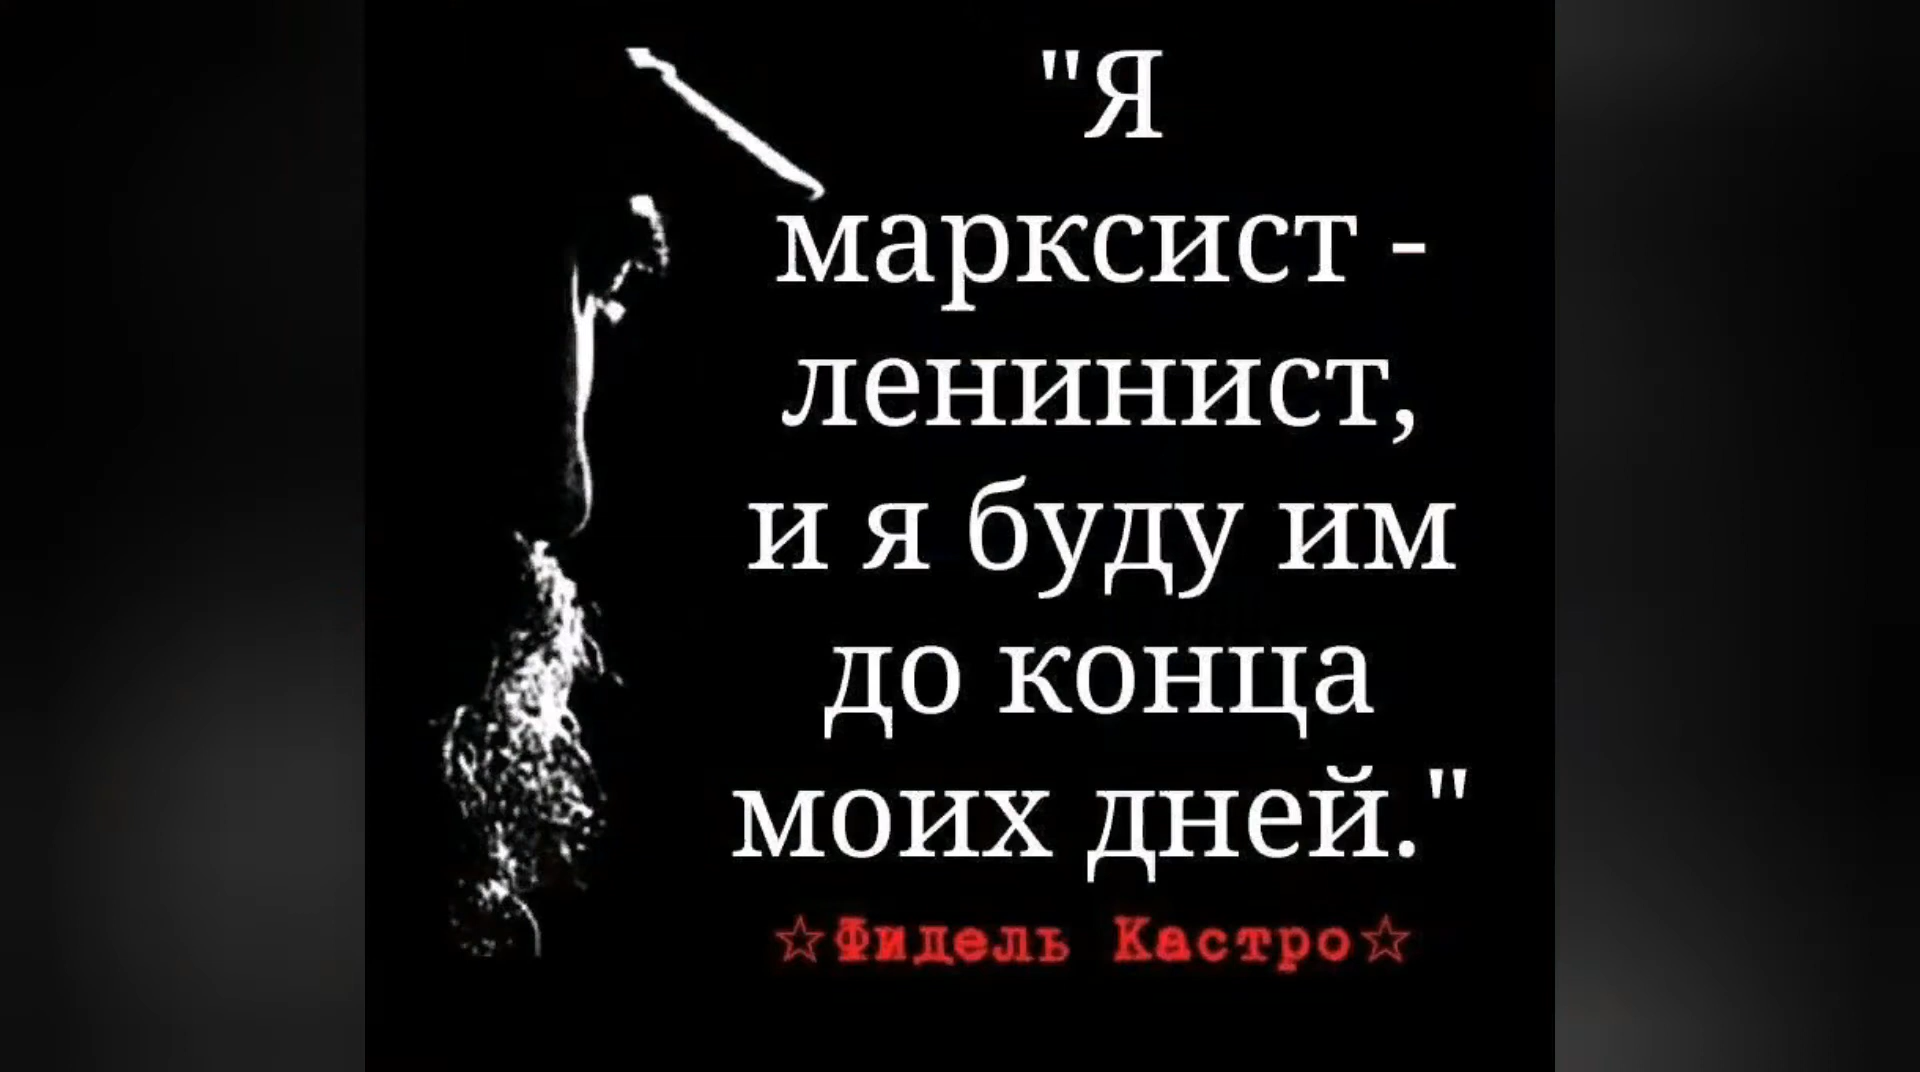 "Я
марксист -
ленинист,
и я буду им
до конца
моих дней."
☆Фидель Кастро☆